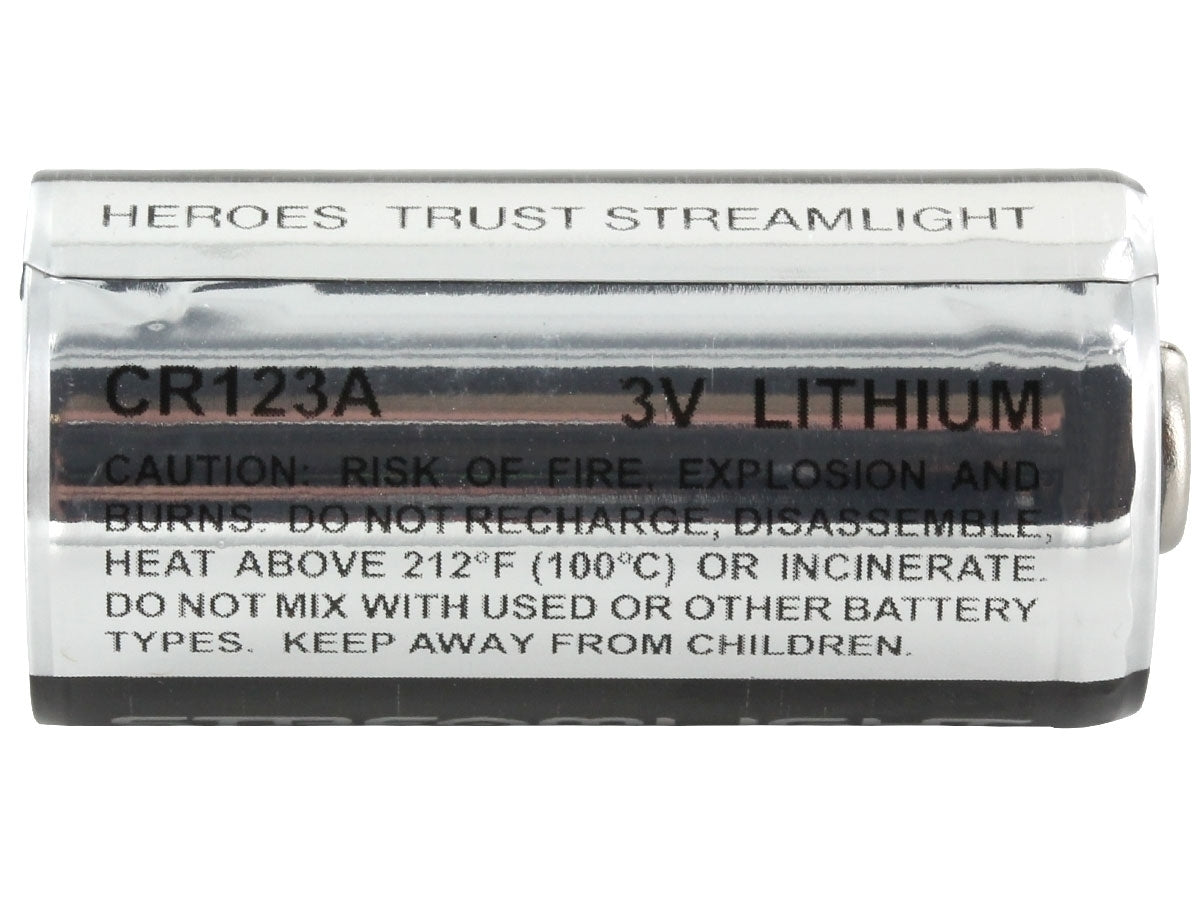 HEROES TRUST STREAMLIGHT
CR123A 3V LITHIUM
CAUTION: RISK OF FIRE, EXPLOSION AND
BURNS. DO NOT RECHARGE, DISASSEMBLE,
HEAT ABOVE 212°F (100°C) OR INCINERATE.
DO NOT MIX WITH USED OR OTHER BATTERY
TYPES. KEEP AWAY FROM CHILDREN.